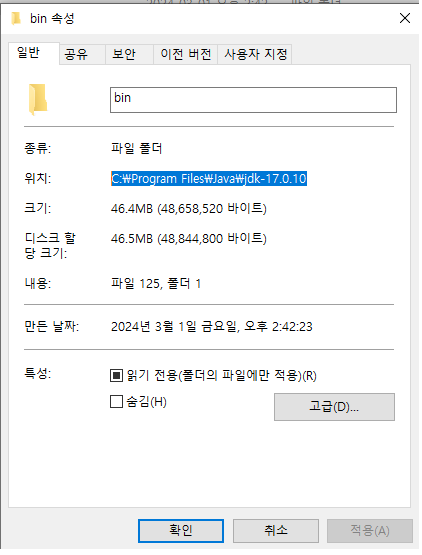 bin 속성
일반 공유 보안 이전 버전 사용자 지정
bin
종류: 파일 폴더
위치: C:₩Program Files₩Java₩jdk-17.0.10
크기: 46.4MB (48,658,520 바이트)
디스크 할 46.5MB (48,844,800 바이트)
당 크기:
내용: 파일 125, 폴더 1
만든 날짜: 2024년 3월 1일 금요일, 오후 2:42:23
특성: 읽기 전용(폴더의 파일에만 적용)(R)
숨김(H) 고급(D)...
확인 취소 적용(A)